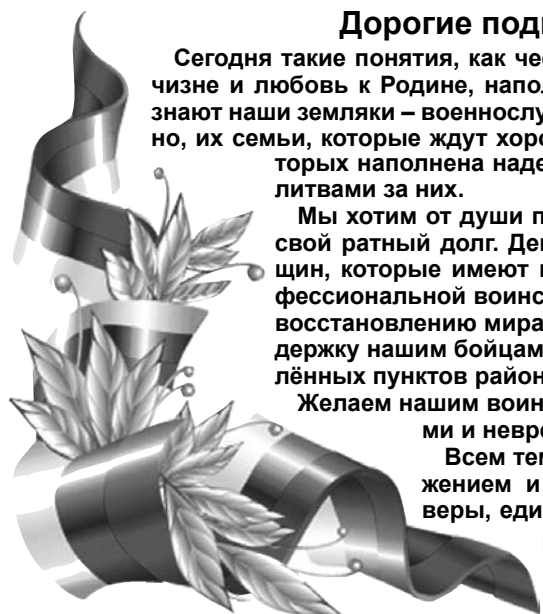 Дорогие под
Сегодня такие понятия, как че
чизне и любовь к Родине, напол
знают наши земляки – военнослу
но, их семьи, которые ждут хоро
торых наполнена наде
литвами за них.
Мы хотим от души п
свой ратный долг. Де
щин, которые имеют
фессиональной воинс
восстановлению мира
держку нашим бойцам
лённых пунктов район
Желаем нашим воин
ми и невре
Всем тем
жением и
веры, еди